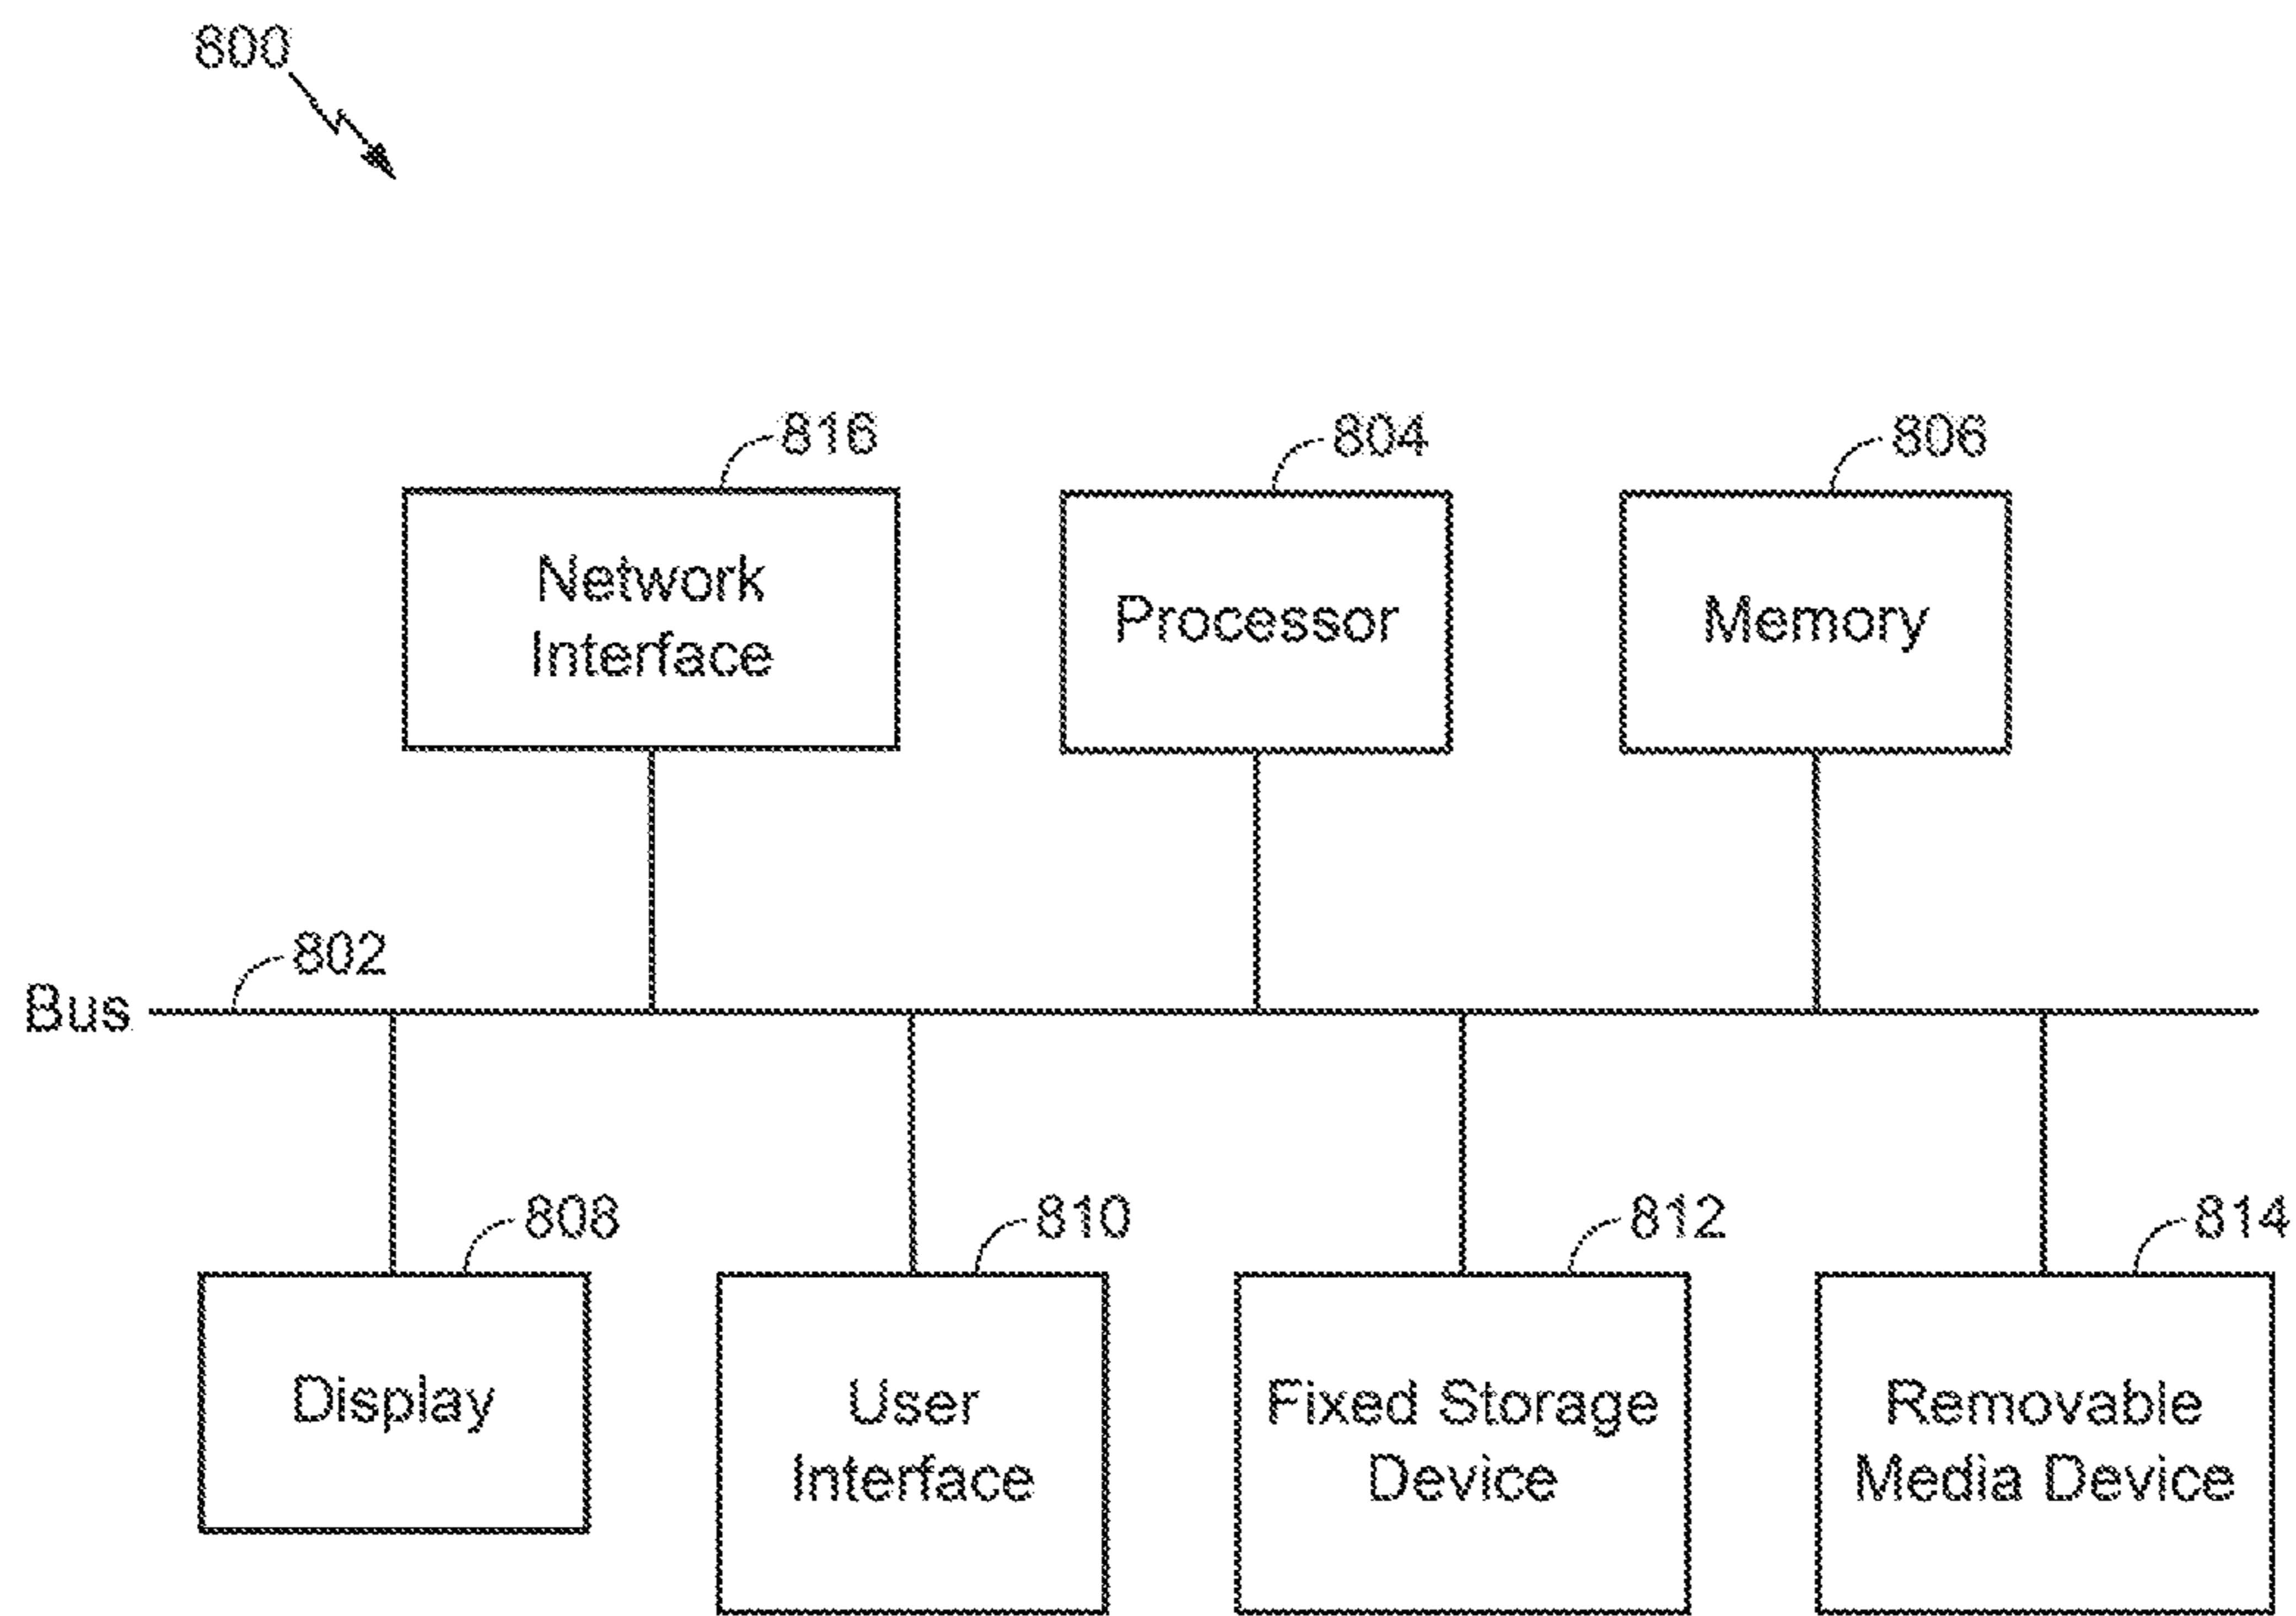 800
816
804
806
Network
Interface
Processor
Memory
802
Bus
808
810
812
814
Display
User
Interface
Fixed Storage
Device
Removable
Media Device